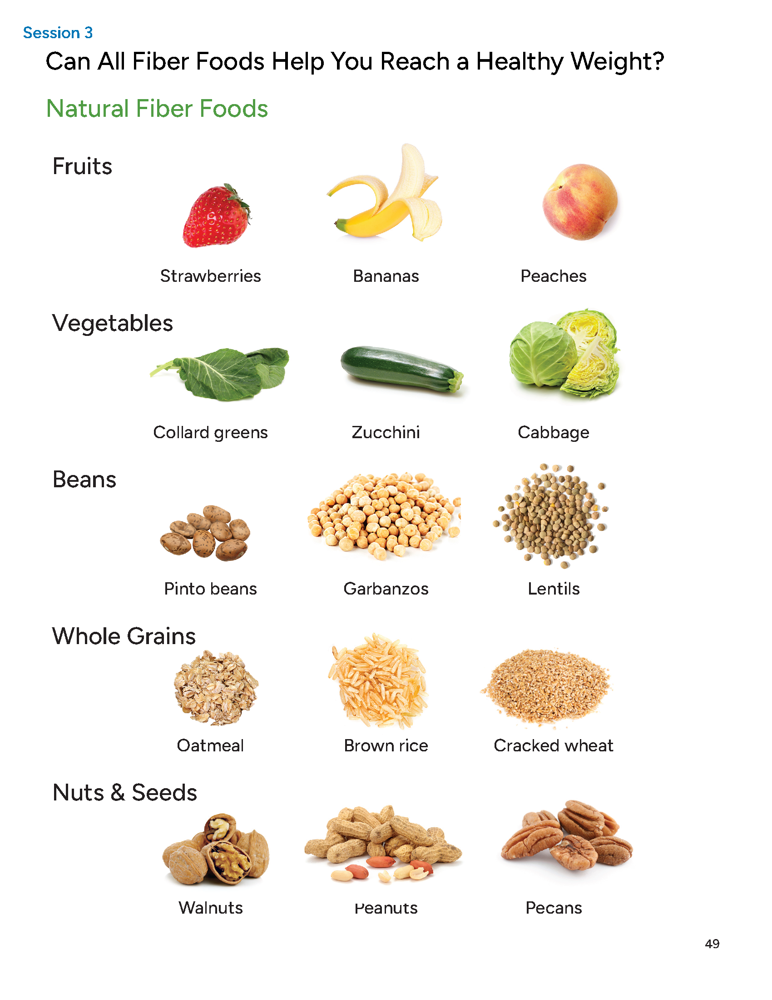 Session 3
Can All Fiber Foods Help You Reach a Healthy Weight?
Natural Fiber Foods
Fruits
Strawberries Bananas Peaches
Vegetables
Collard greens Zucchini Cabbage
Beans
Pinto beans Garbanzos Lentils
Whole Grains
Oatmeal Brown rice Cracked wheat
Nuts & Seeds
Walnuts Peanuts Pecans
49